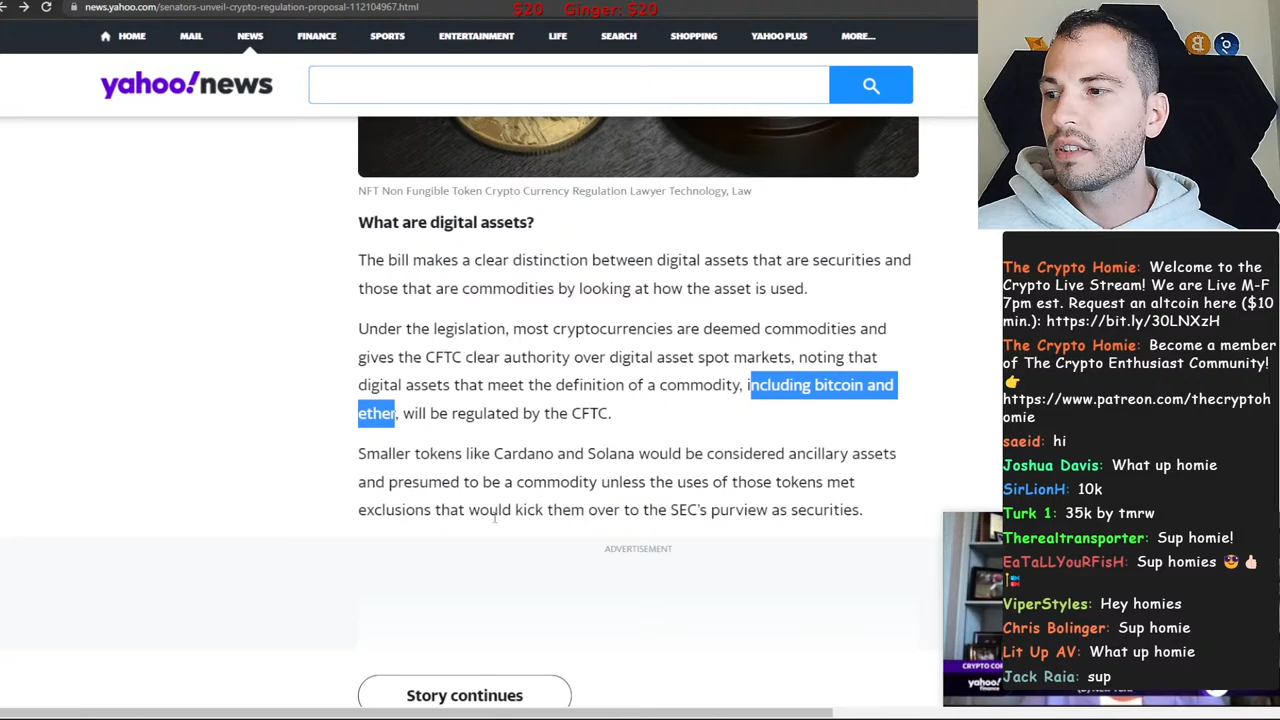 news.yahoo.com/senators-unveil-crypto-regulation-proposal-112104967.html
$20 Ginger: $20
HOME MAIL NEWS FINANCE SPORTS ENTERTAINMENT LIFE SEARCH SHOPPING YAHOO PLUS MORE...
yahoo!news
NFT Non Fungible Token Crypto Currency Regulation Lawyer Technology, Law
What are digital assets?
The bill makes a clear distinction between digital assets that are securities and
those that are commodities by looking at how the asset is used.
Under the legislation, most cryptocurrencies are deemed commodities and
gives the CFTC clear authority over digital asset spot markets, noting that
digital assets that meet the definition of a commodity, including bitcoin and
ether, will be regulated by the CFTC.
Smaller tokens like Cardano and Solana would be considered ancillary assets
and presumed to be a commodity unless the uses of those tokens met
exclusions that would kick them over to the SEC's purview as securities.
ADVERTISEMENT
Story continues
The Crypto Homie: Welcome to the
Crypto Live Stream! We are Live M-F
7pm est. Request an altcoin here ($10
min.): https://bit.ly/30LNXzH
The Crypto Homie: Become a member
of The Crypto Enthusiast Community!
👉
https://www.patreon.com/thecryptoh
omie
saeid: hi
Joshua Davis: What up homie
SirLionH: 10k
Turk 1: 35k by tmrw
Therealtransporter: Sup homie!
EaTaLLYouRFisH: Sup homies
ViperStyles: Hey homies
Chris Bolinger: Sup homie
Lit Up AV: What up homie
Jack Raia: sup
CRYPTO COR
yahoo!
finance